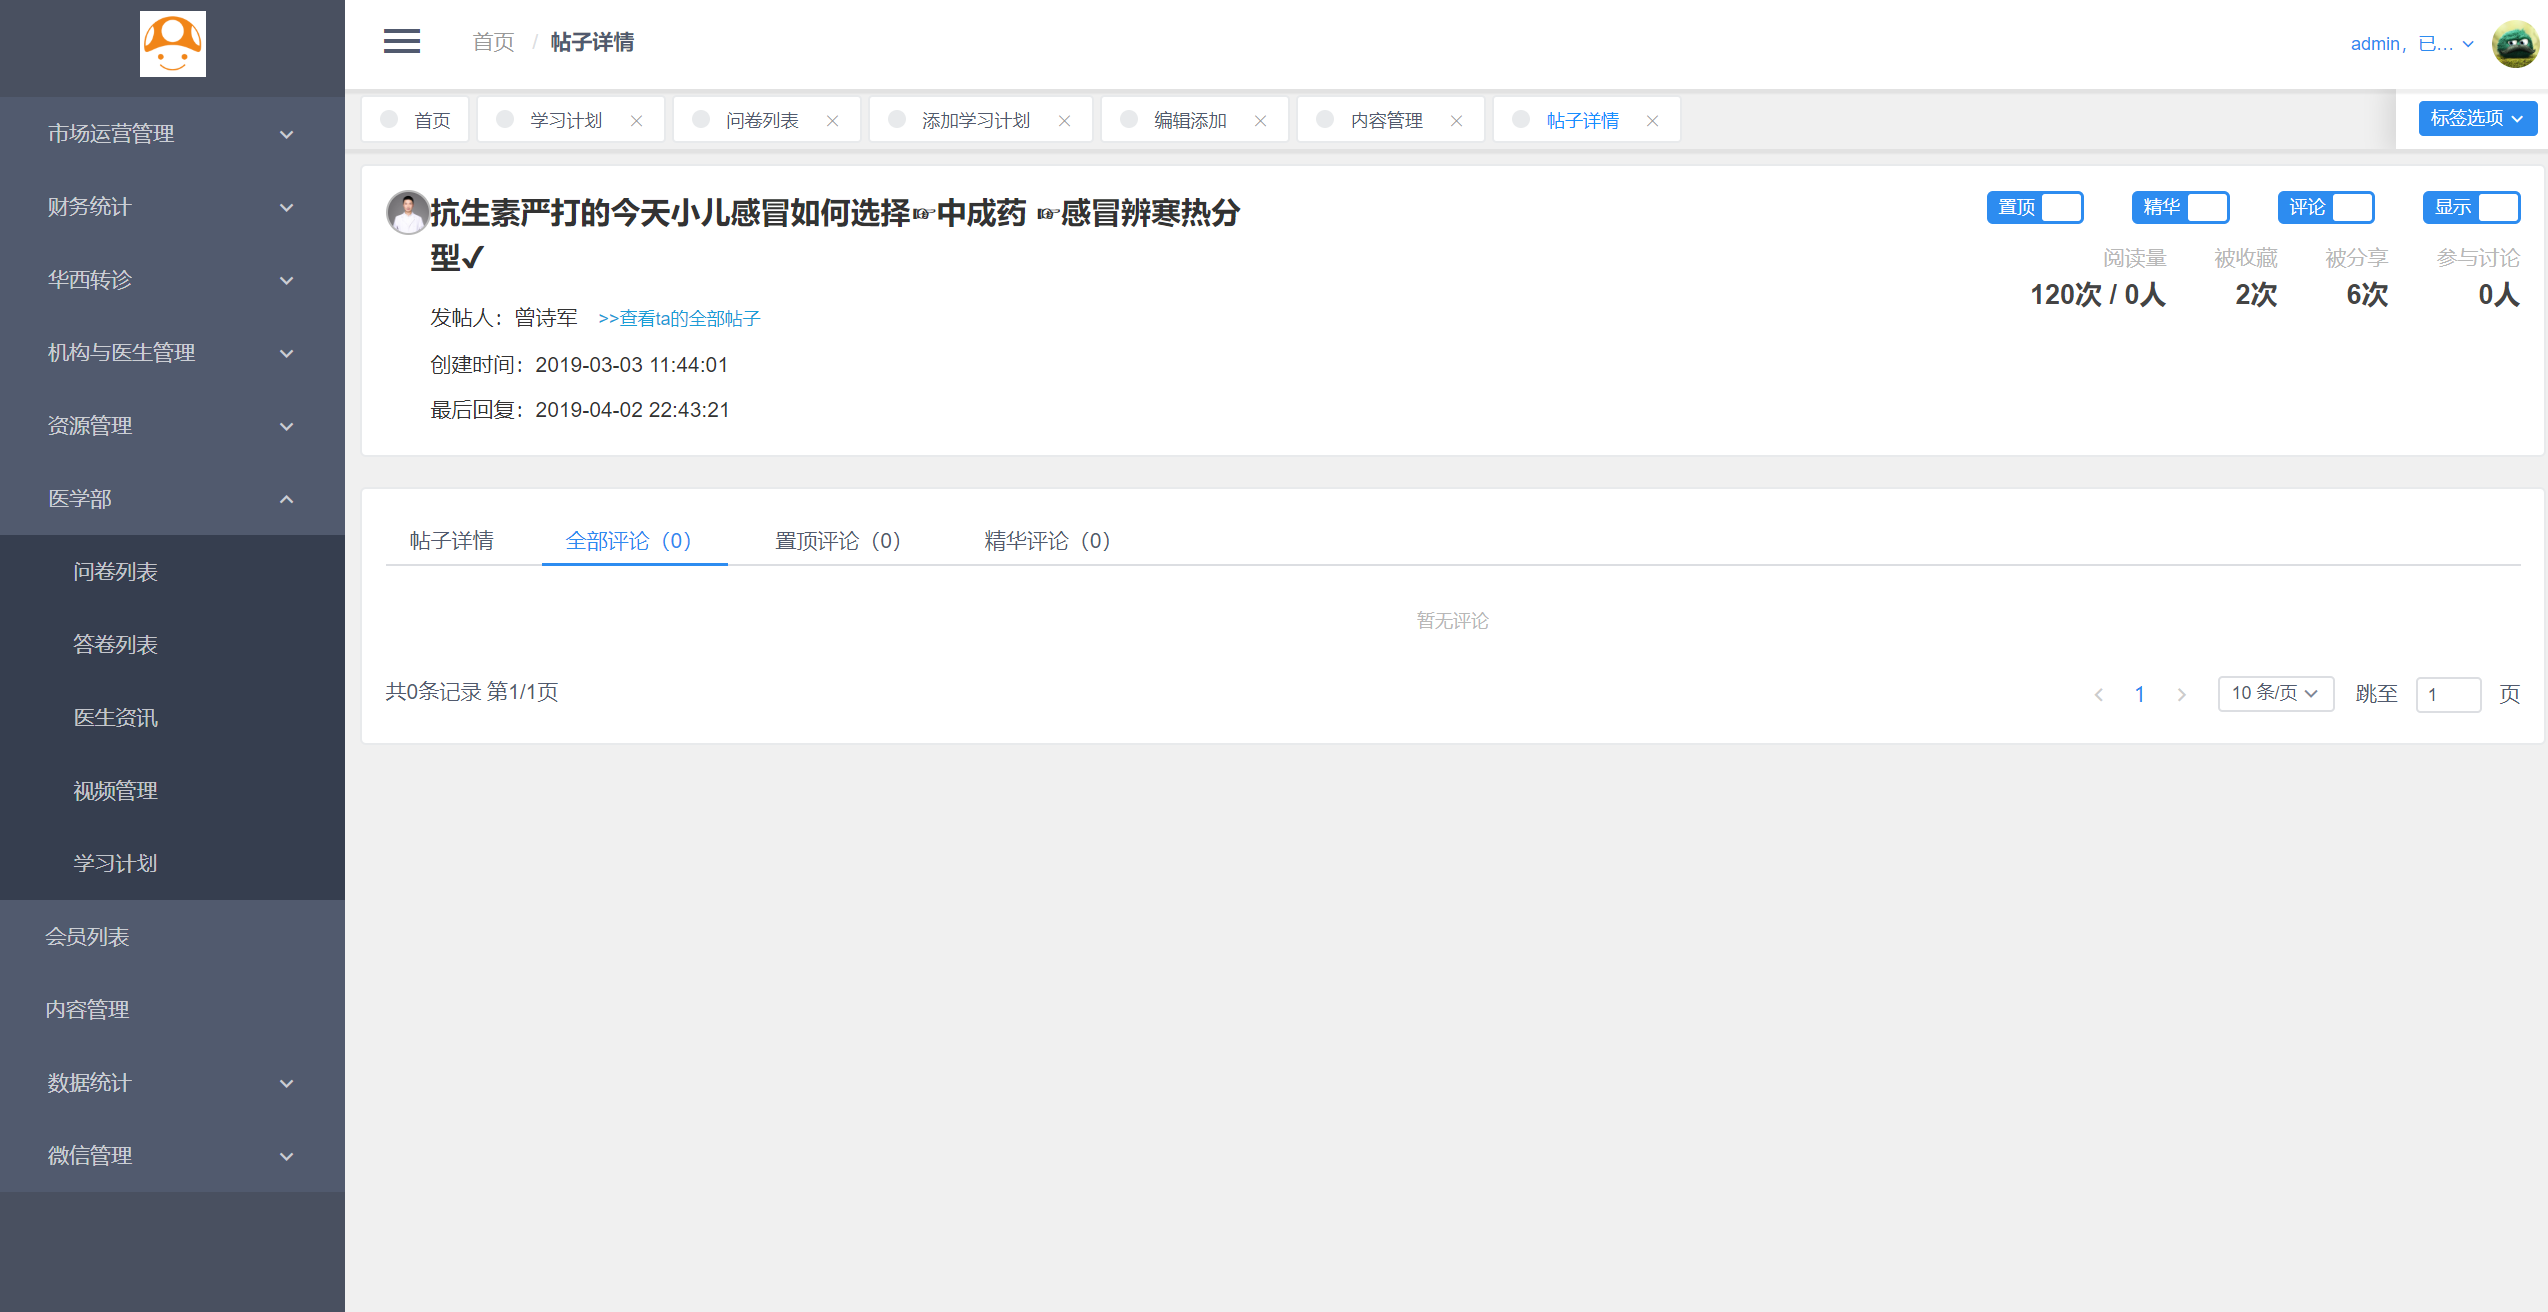 首页 / 帖子详情
admin，已...
市场运营管理
财务统计
华西转诊
机构与医生管理
资源管理
医学部
问卷列表
答卷列表
医生资讯
视频管理
学习计划
会员列表
内容管理
数据统计
微信管理
首页 学习计划 问卷列表 添加学习计划 编辑添加 内容管理 帖子详情 标签选项
抗生素严打的今天小儿感冒如何选择☞中成药 ☞感冒辨寒热分
型✔
发帖人：曾诗军 >>查看ta的全部帖子
创建时间：2019-03-03 11:44:01
最后回复：2019-04-02 22:43:21
置顶 精华 评论 显示
阅读量 被收藏 被分享 参与讨论
120次 / 0人 2次 6次 0人
帖子详情 全部评论（0） 置顶评论（0） 精华评论（0）
暂无评论
共0条记录 第1/1页 1 10 条/页 跳至 1 页